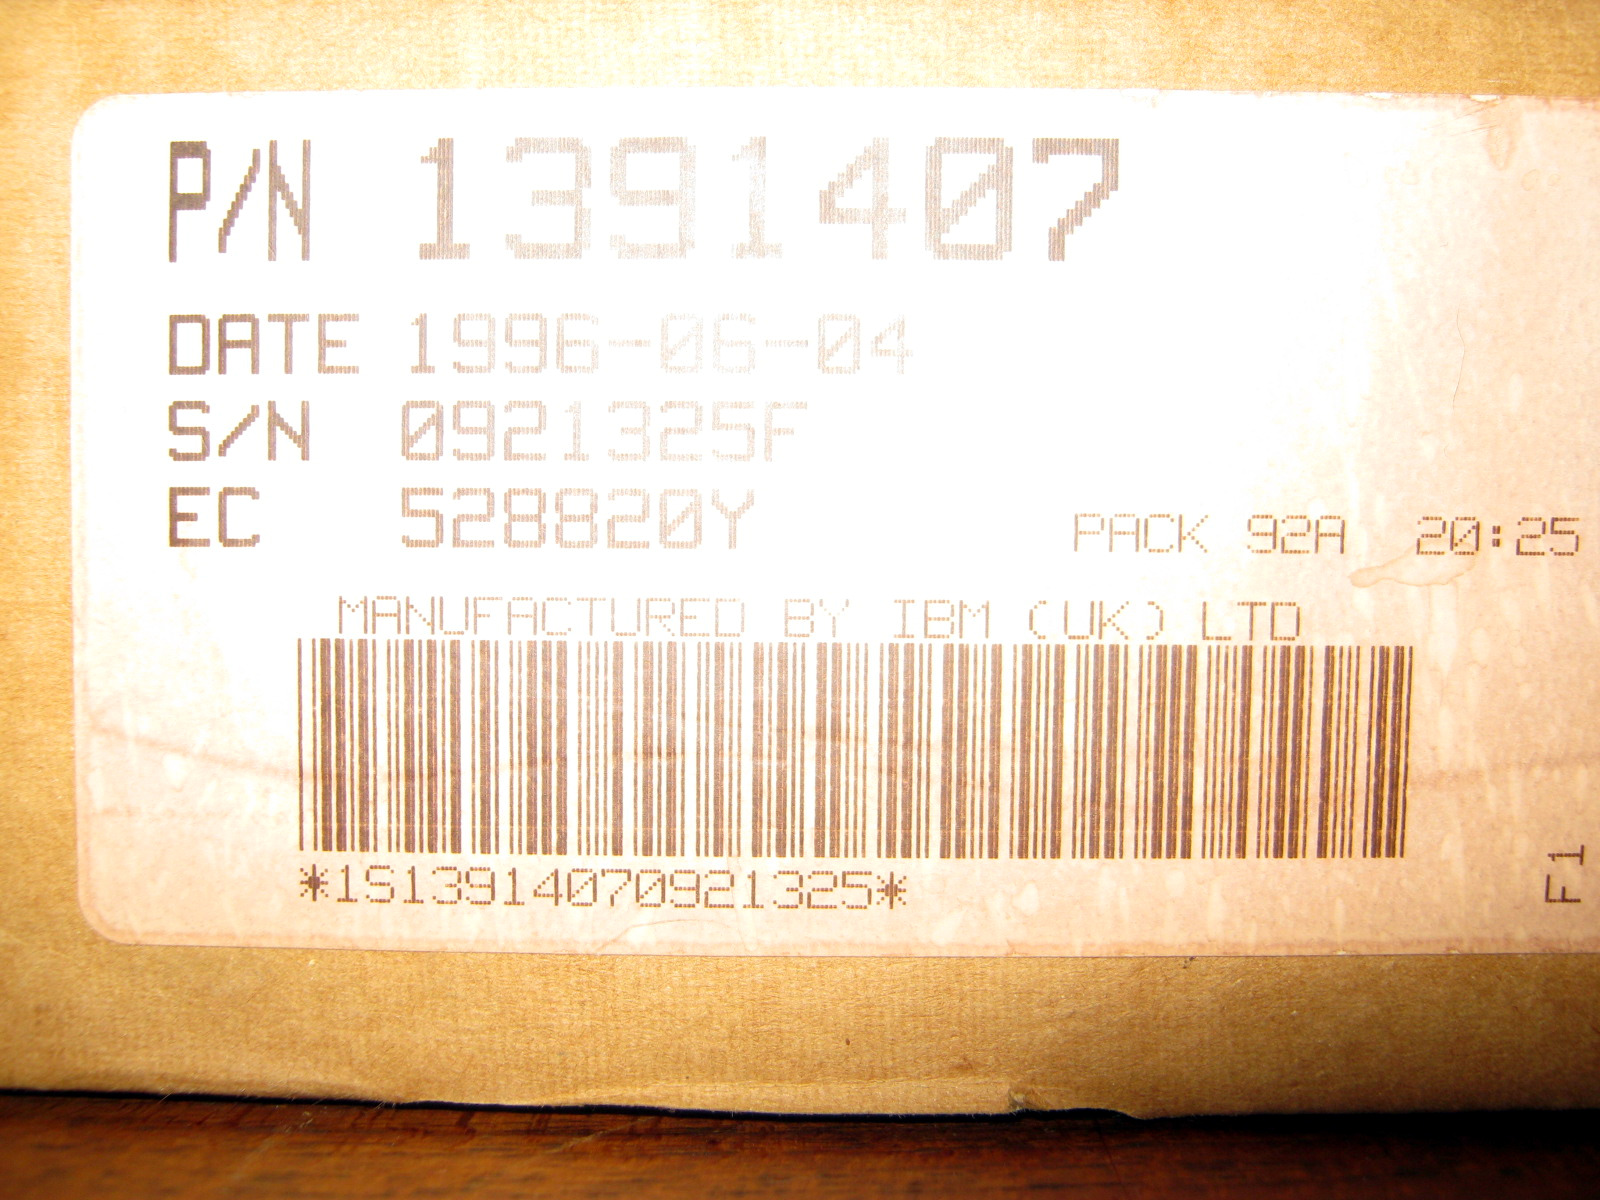 P/N 1391407
DATE 1996-06-04
S/N 0921325F
EC 528820Y
PACK 92A 20:25
MANUFACTURED BY IBM (UK) LTD
*1S13914070921325*
F1